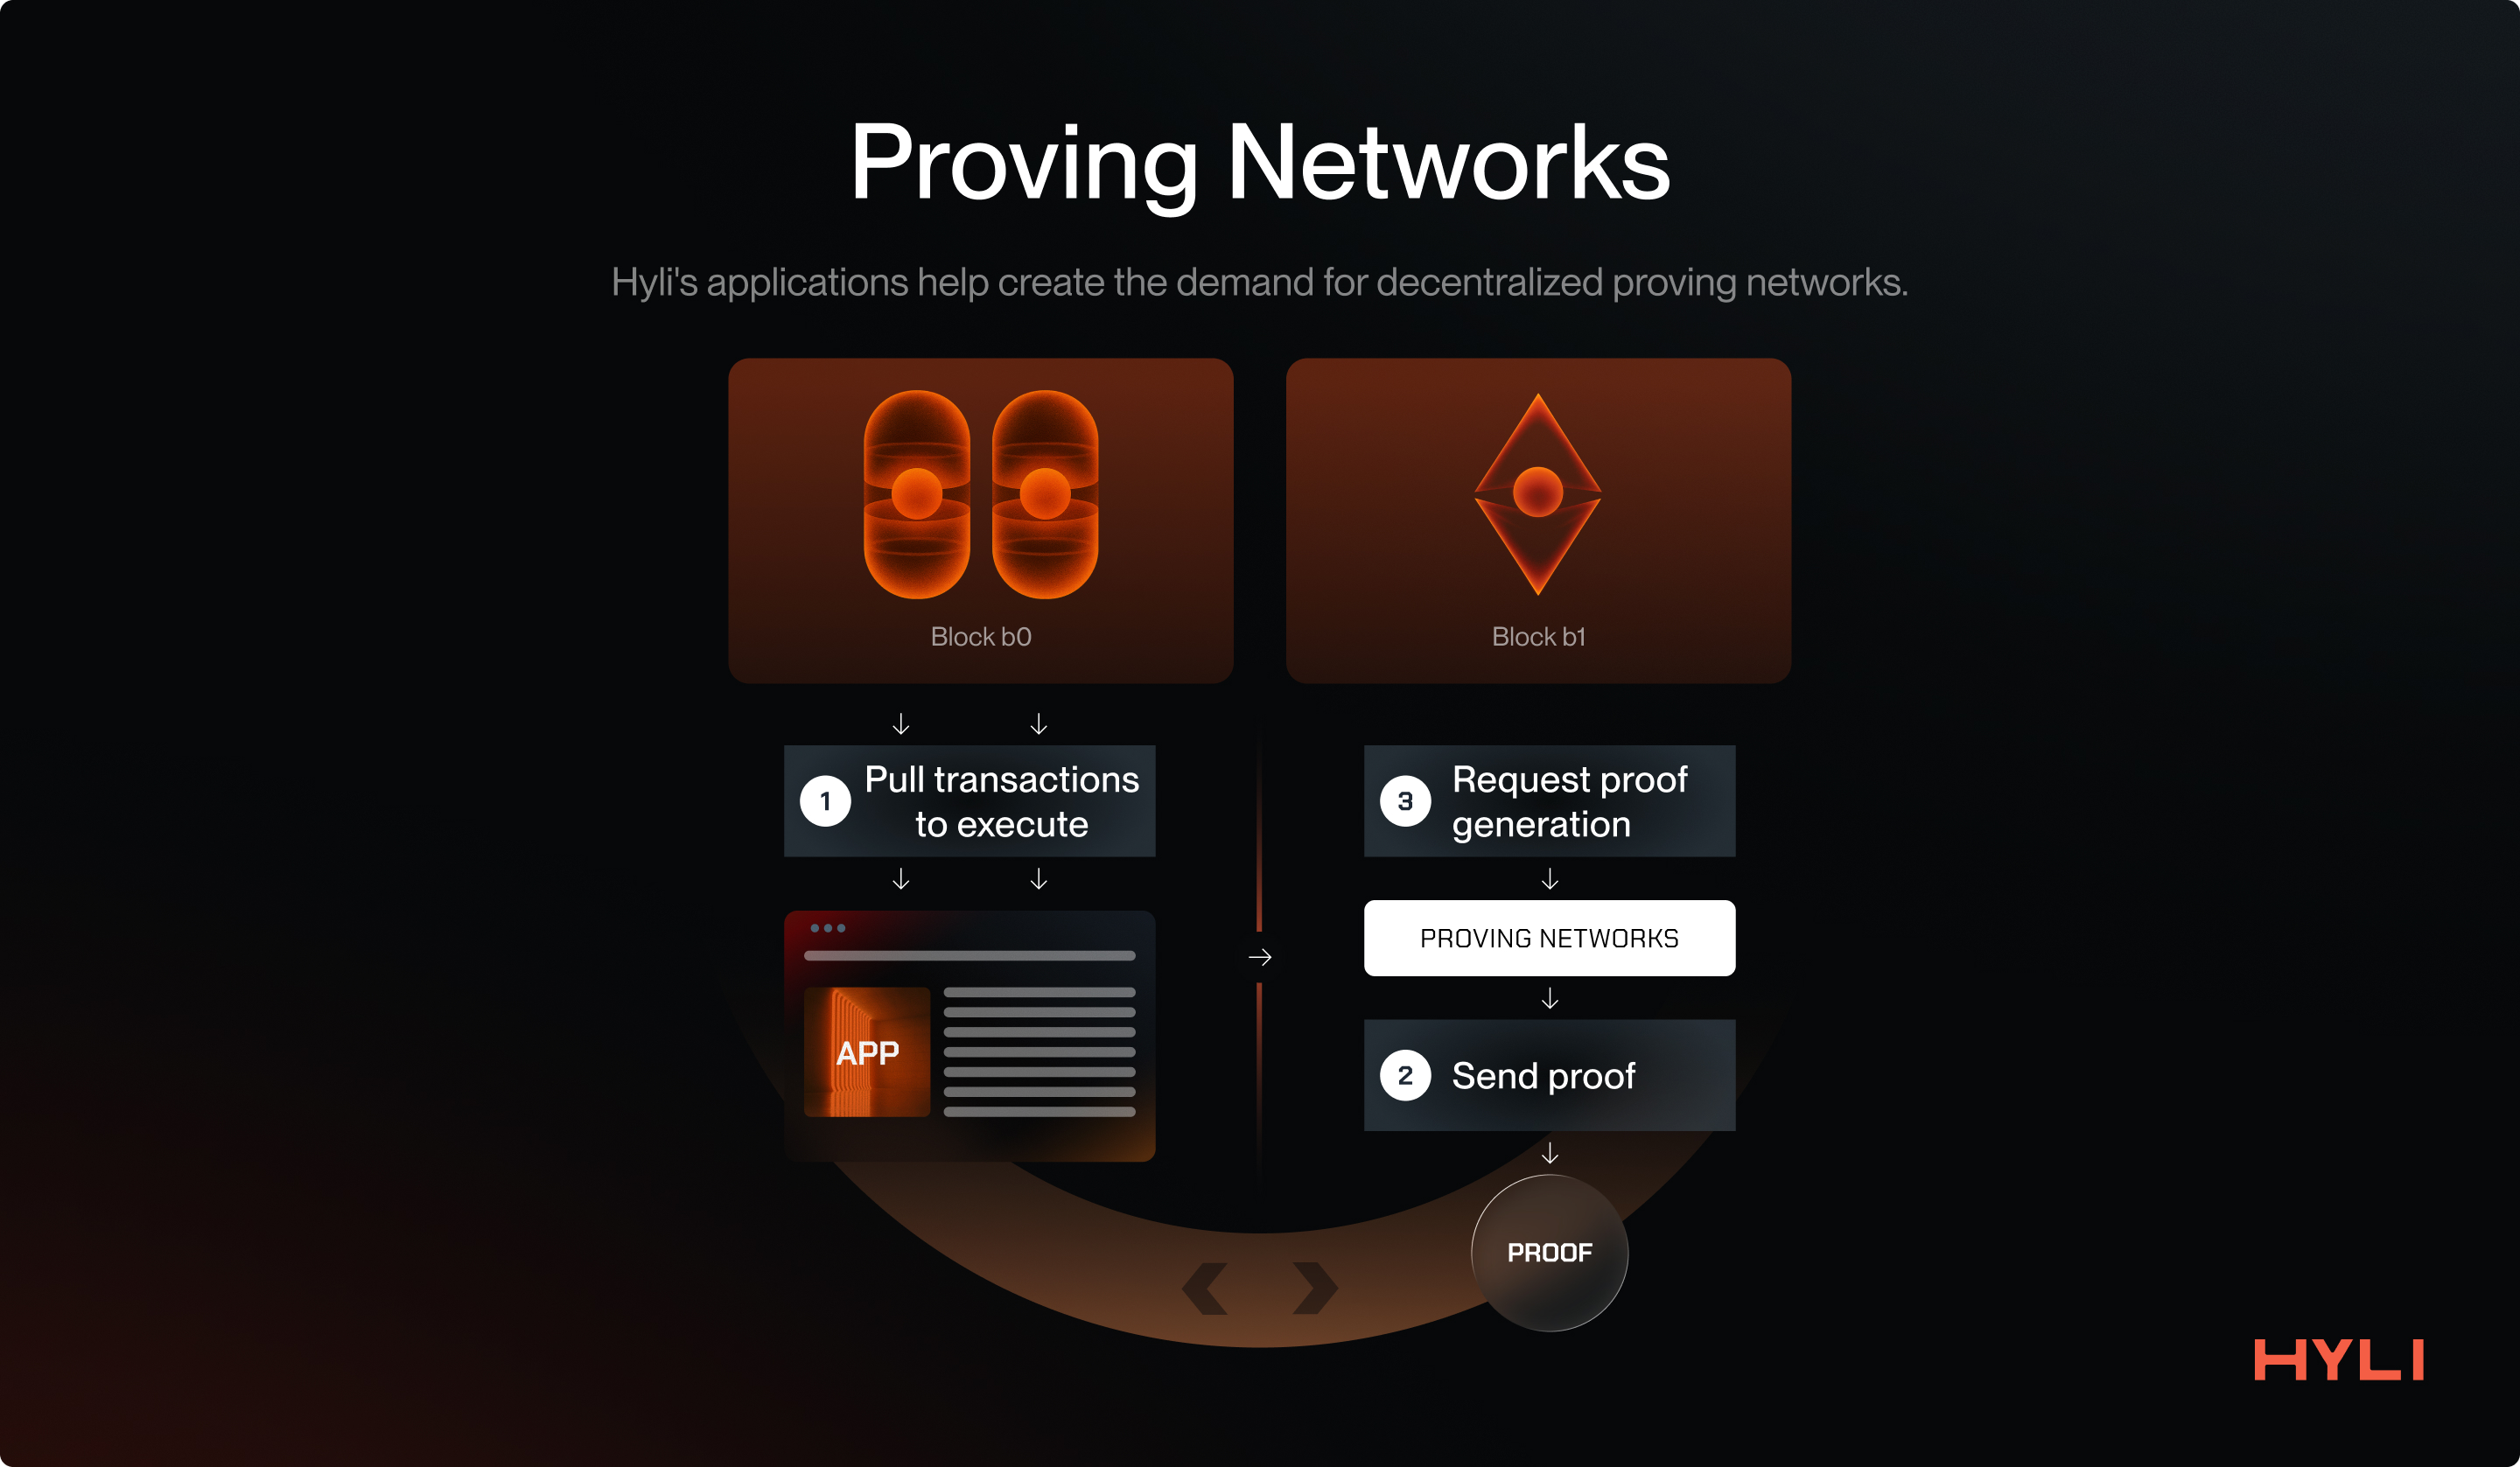 Proving Networks
Hyli's applications help create the demand for decentralized proving networks.
Block b0
Block b1
1
Pull transactions
to execute
APP
3
Request proof
generation
PROVING NETWORKS
2
Send proof
PROOF
HYLI